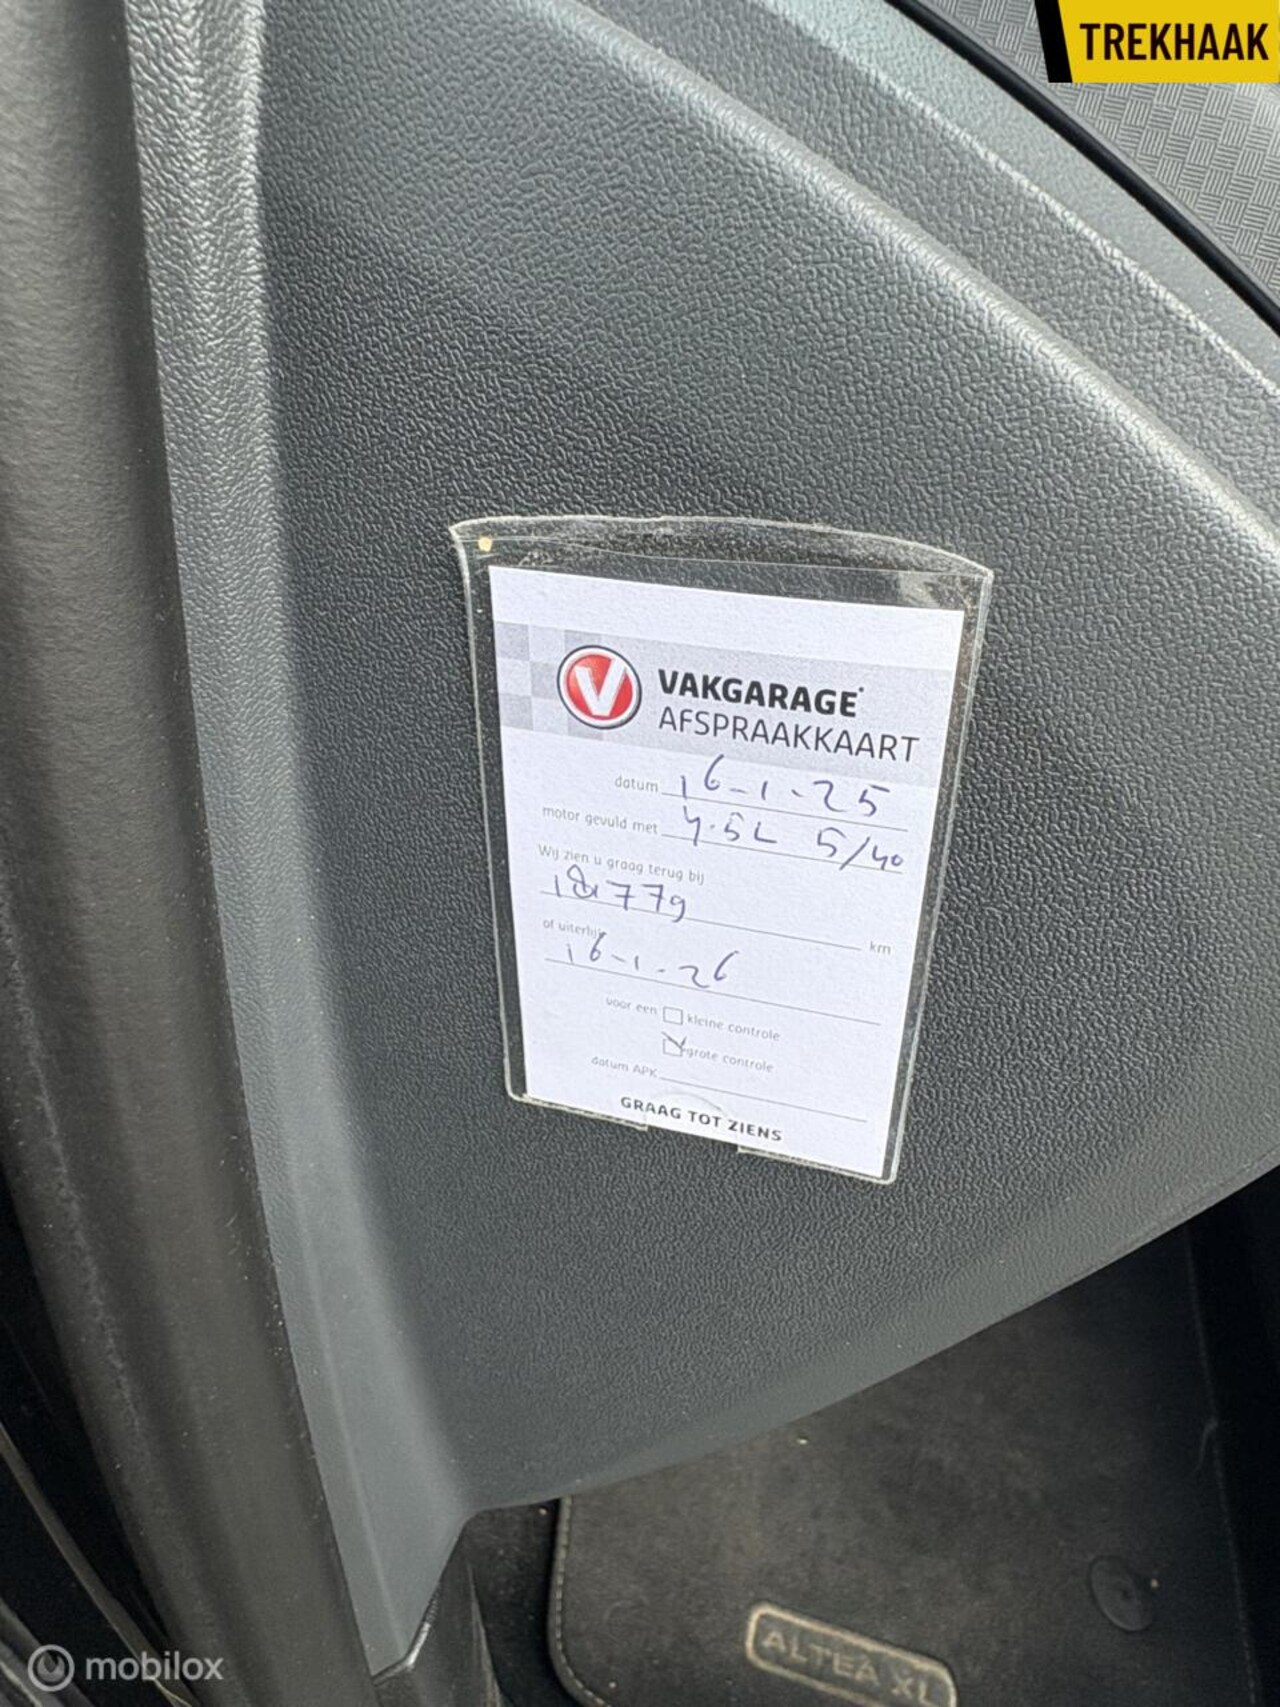 TREKHAAK
V VAKGARAGE
AFSPRAAKKAART
datum 16-1-25
motor gevuld met 4.5L 5/40
Wij zien u graag terug bij
km
of uiterlijk
16-1-26
voor een kleine controle
grote controle
datum APK
GRAAG TOT ZIENS
ALTEA XL
mobilox